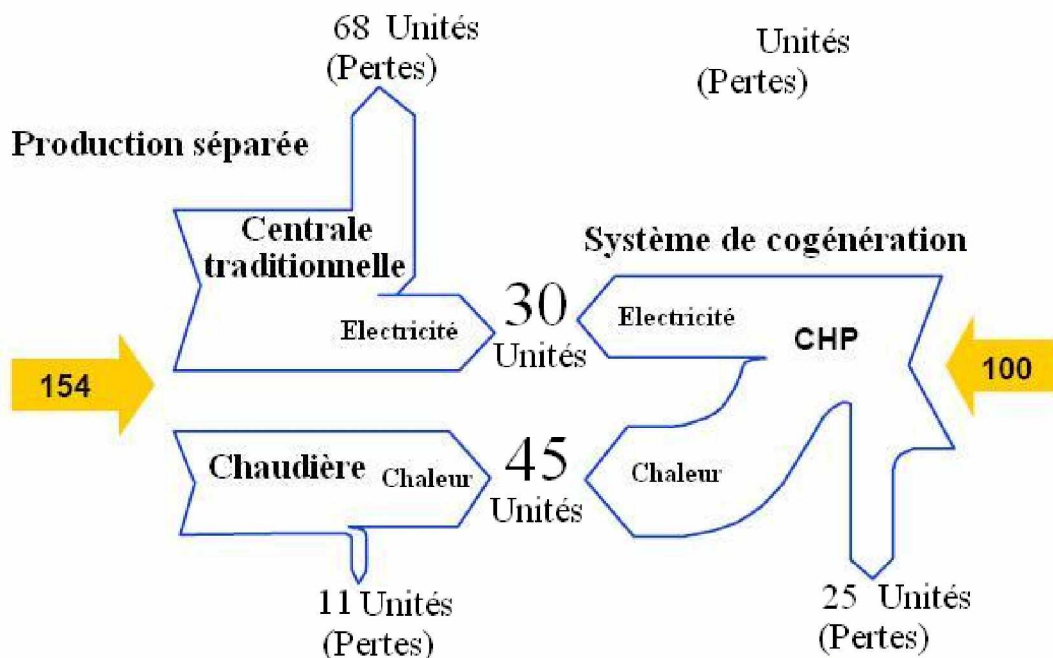 68 Unités
(Pertes)
Unités
(Pertes)
Production séparée
Centrale
traditionnelle
Système de cogénération
Electricité
30
Unités
Electricité
CHP
154
100
Chaudière
Chaleur
45
Unités
Chaleur
11 Unités
(Pertes)
25 Unités
(Pertes)